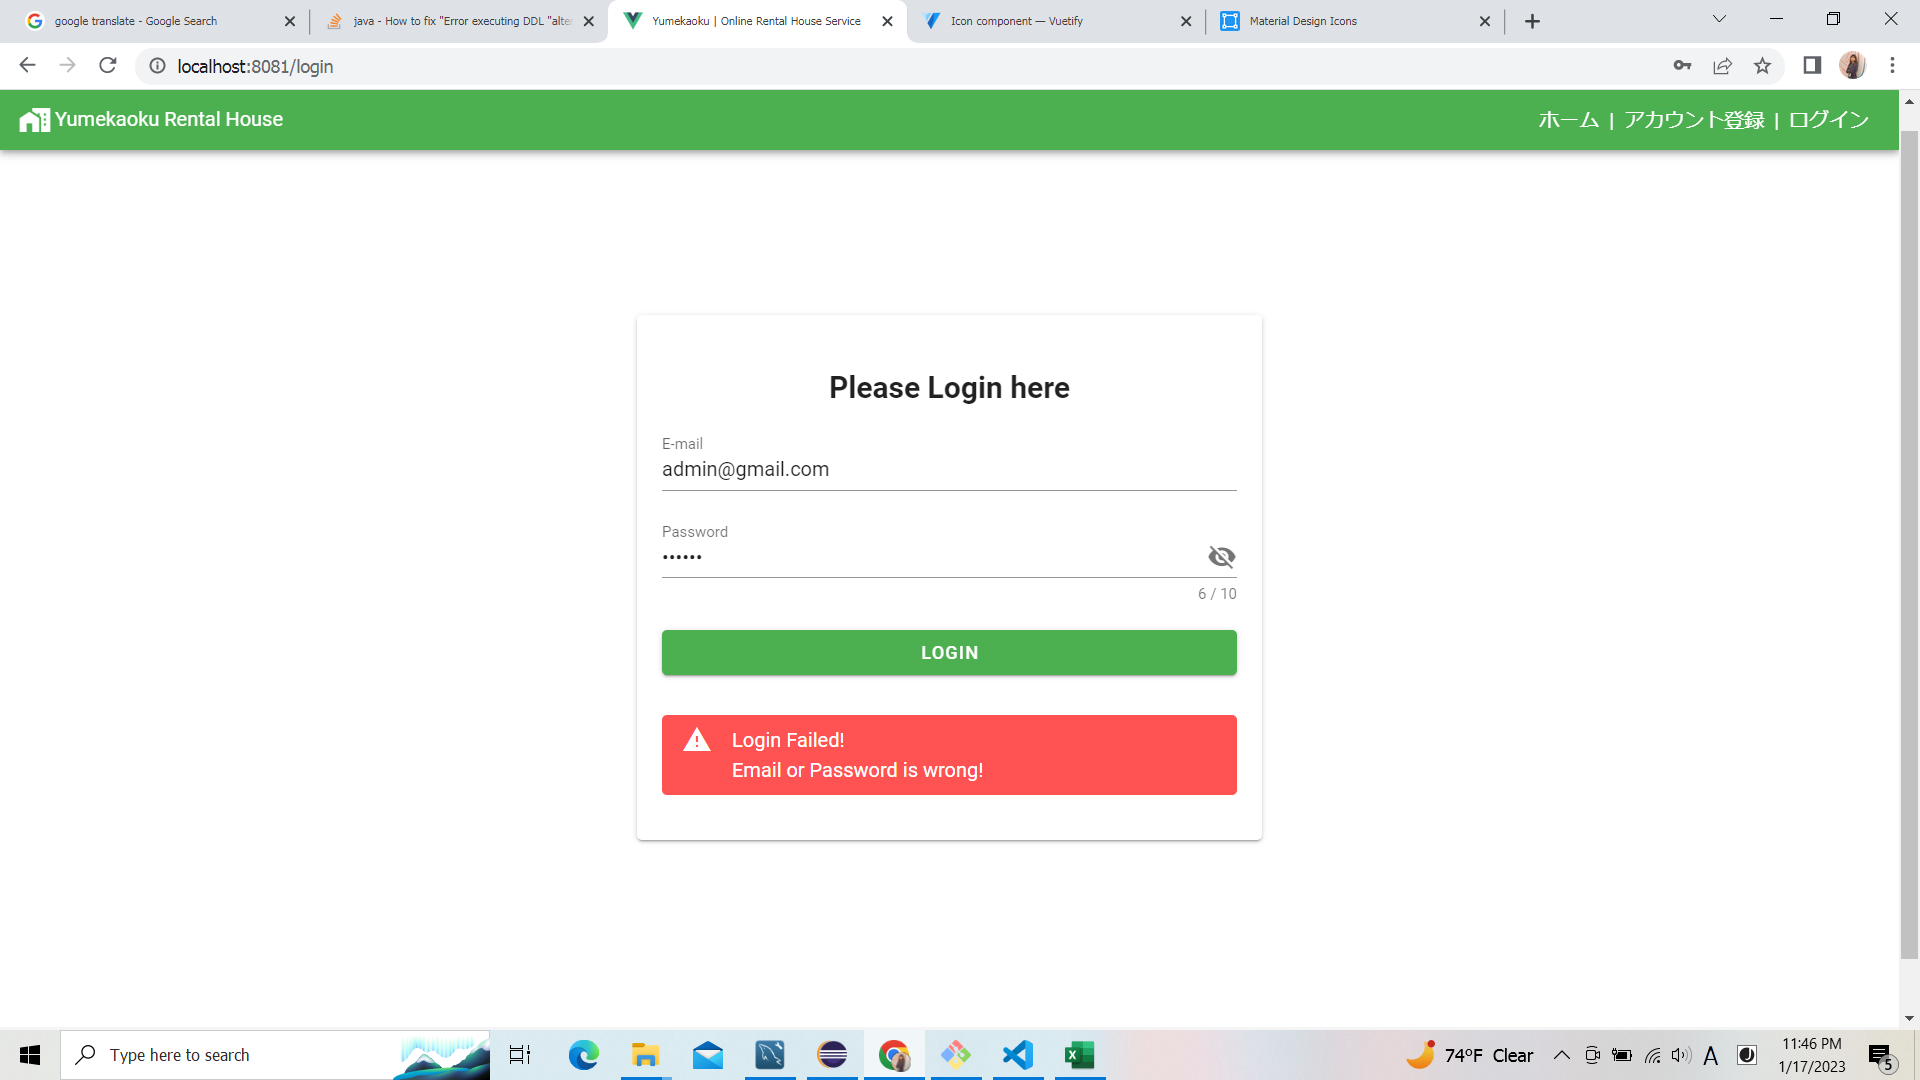 google translate - Google Search
java - How to fix "Error executing DDL "alte
Yumekaoku | Online Rental House Service
Icon component — Vuetify
Material Design Icons
localhost:8081/login
Yumekaoku Rental House
ホーム | アカウント登録 | ログイン
Please Login here
E-mail
admin@gmail.com
Password
••••••
6 / 10
LOGIN
Login Failed!
Email or Password is wrong!
Type here to search
74°F Clear
A
11:46 PM
1/17/2023
5